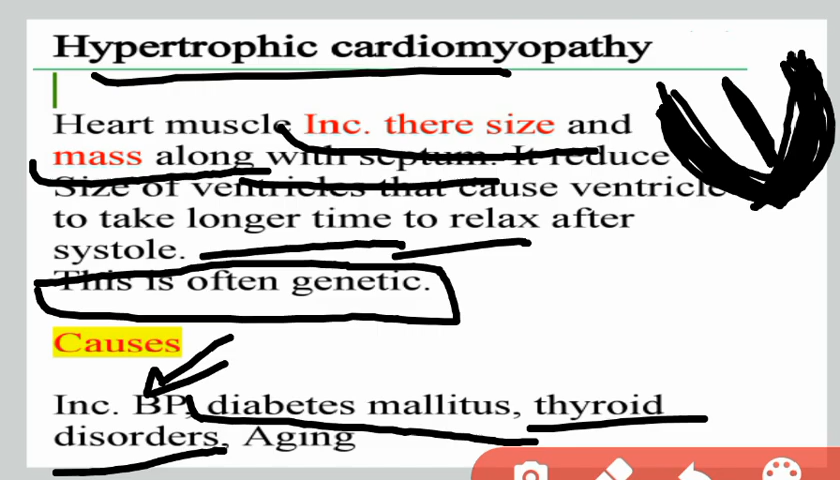 Hypertrophic cardiomyopathy
Heart muscle Inc. there size and
mass along with septum. It reduce
Size of ventricles that cause ventricle
to take longer time to relax after
systole.
This is often genetic.
Causes
Inc. BP, diabetes mallitus, thyroid
disorders, Aging